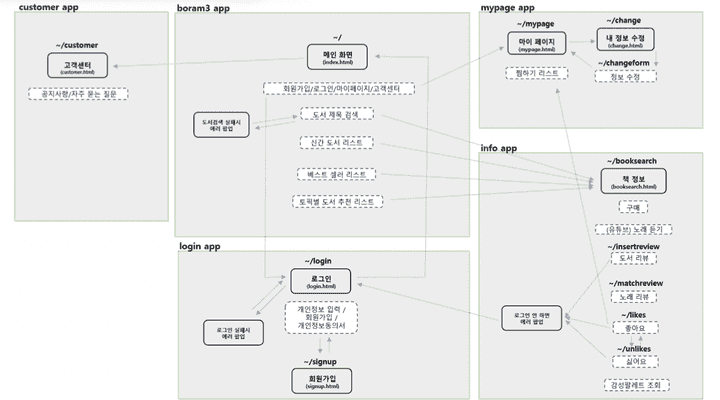 customer app
~/customer
고객센터
(customer.html)
공지사항/자주 묻는 질문
boram3 app
~/
메인 화면
(index.html)
회원가입/로그인/마이페이지/고객센터
도서검색 실패시
에러 팝업
도서 제목 검색
신간 도서 리스트
베스트 셀러 리스트
토픽별 도서 추천 리스트
login app
~/login
로그인
(login.html)
로그인 실패시
에러 팝업
개인정보 입력 /
회원가입 /
개인정보동의서
~/signup
회원가입
(signup.html)
mypage app
~/mypage
마이 페이지
(mypage.html)
찜하기 리스트
~/change
내 정보 수정
(change.html)
~/changeform
정보 수정
info app
~/booksearch
책 정보
(booksearch.html)
구매
(유튜브) 노래 듣기
~/insertreview
도서 리뷰
~/matchreview
노래 리뷰
로그인 안 하면
에러 팝업
~/likes
좋아요
~/unlikes
싫어요
감성팔레트 조회